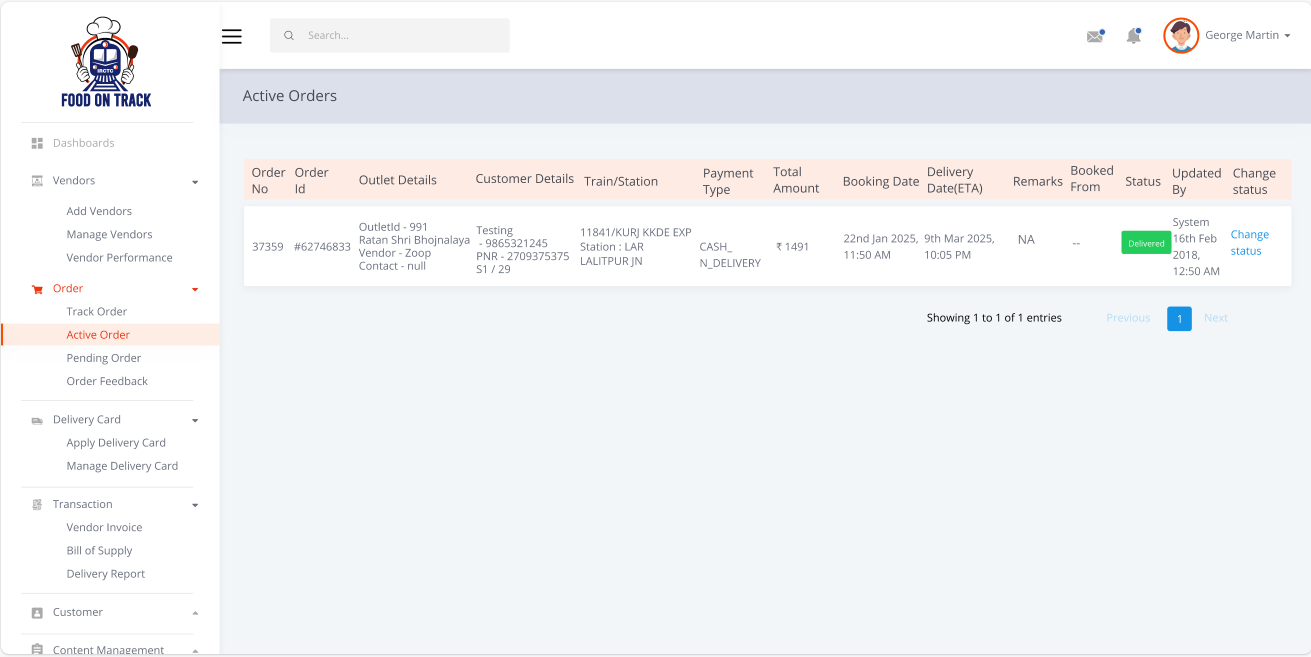 IRCTC
FOOD ON TRACK
Search...
George Martin
Active Orders
Dashboards
Vendors
Add Vendors
Manage Vendors
Vendor Performance
Order
Track Order
Active Order
Pending Order
Order Feedback
Delivery Card
Apply Delivery Card
Manage Delivery Card
Transaction
Vendor Invoice
Bill of Supply
Delivery Report
Customer
Content Management
Order No
Order Id
Outlet Details
Customer Details
Train/Station
Payment Type
Total Amount
Booking Date
Delivery Date(ETA)
Remarks
Booked From
Status
Updated By
Change status
37359
#62746833
OutletId - 991
Ratan Shri Bhojnalaya
Vendor - Zoop
Contact - null
Testing
- 9865321245
PNR - 2709375375
S1 / 29
11841/KURJ KKDE EXP
Station : LAR
LALITPUR JN
CASH_
N_DELIVERY
₹ 1491
22nd Jan 2025,
11:50 AM
9th Mar 2025,
10:05 PM
NA
--
Delivered
System
16th Feb
2018,
12:50 AM
Change
status
Showing 1 to 1 of 1 entries
Previous
1
Next